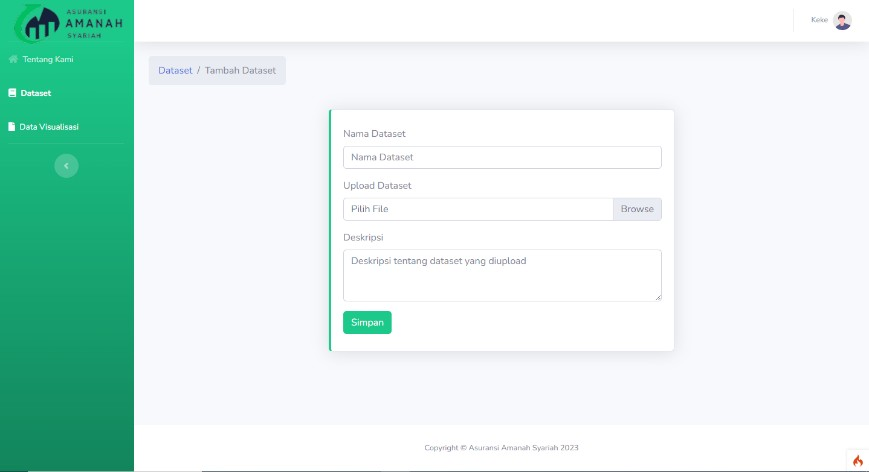 ASURANSI
AMANAH
SYARIAH
Keke
Tentang Kami
Dataset
Data Visualisasi
Dataset / Tambah Dataset
Nama Dataset
Nama Dataset
Upload Dataset
Pilih File Browse
Deskripsi
Deskripsi tentang dataset yang diupload
Simpan
Copyright © Asuransi Amanah Syariah 2023